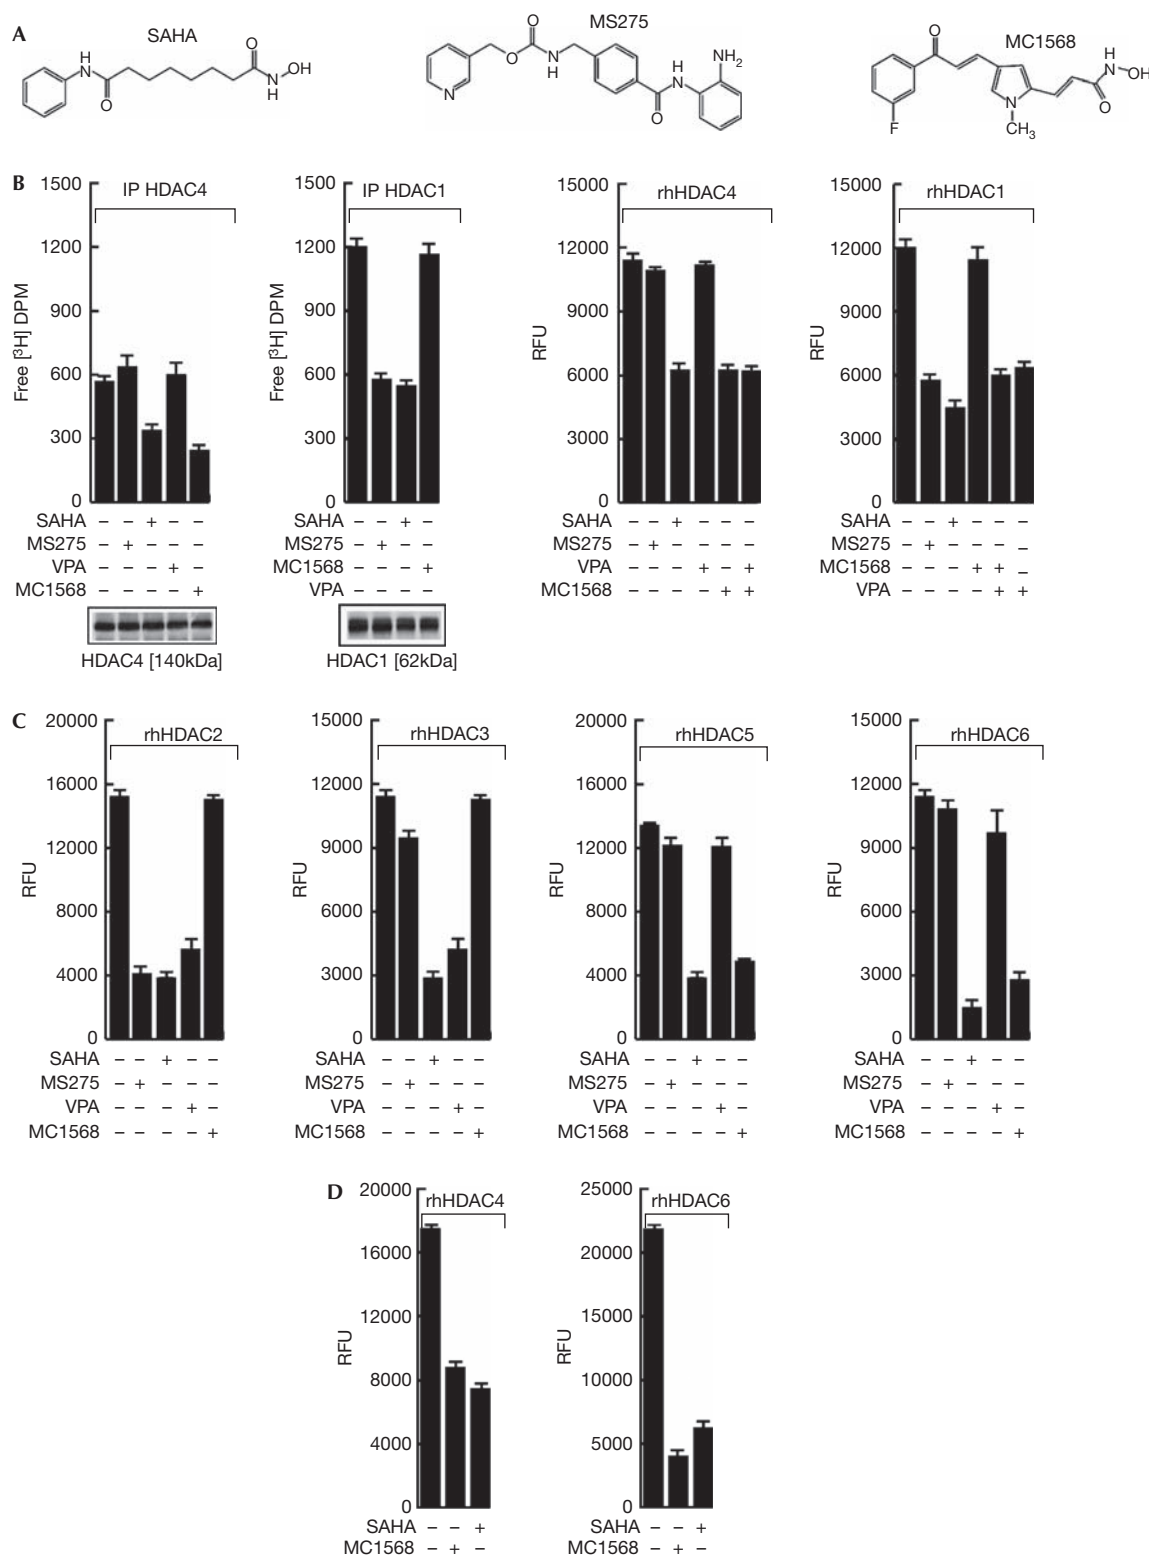 A
SAHA
MS275
MC1568
H
N
O
O
N
H
OH
N
O
O
N
H
O
H
N
NH2
O
F
N
CH3
H
N
OH
O
B
IP HDAC4
1500
1200
900
600
300
0
Free [3H] DPM
SAHA – – + – –
MS275 – + – – –
VPA – – – + –
MC1568 – – – – +
HDAC4 [140kDa]
IP HDAC1
1500
1200
900
600
300
0
Free [3H] DPM
SAHA – – + –
MS275 – + – –
MC1568 – – – +
VPA – – – –
HDAC1 [62kDa]
rhHDAC4
15000
12000
9000
6000
3000
0
RFU
SAHA – – + – – –
MS275 – + – – – –
VPA – – – + – +
MC1568 – – – – + +
rhHDAC1
15000
12000
9000
6000
3000
0
RFU
SAHA – – + – – –
MS275 – + – – – –
MC1568 – – – + + –
VPA – – – – + +
C
rhHDAC2
20000
16000
12000
8000
4000
0
RFU
SAHA – – + – –
MS275 – + – – –
VPA – – – + –
MC1568 – – – – +
rhHDAC3
15000
12000
9000
6000
3000
0
RFU
SAHA – – + – –
MS275 – + – – –
VPA – – – + –
MC1568 – – – – +
rhHDAC5
20000
16000
12000
8000
4000
0
RFU
SAHA – – + – –
MS275 – + – – –
VPA – – – + –
MC1568 – – – – +
rhHDAC6
15000
12000
9000
6000
3000
0
RFU
SAHA – – + – –
MS275 – + – – –
VPA – – – + –
MC1568 – – – – +
D
rhHDAC4
20000
16000
12000
8000
4000
0
RFU
SAHA – – +
MC1568 – + –
rhHDAC6
25000
20000
15000
10000
5000
0
RFU
SAHA – – +
MC1568 – + –